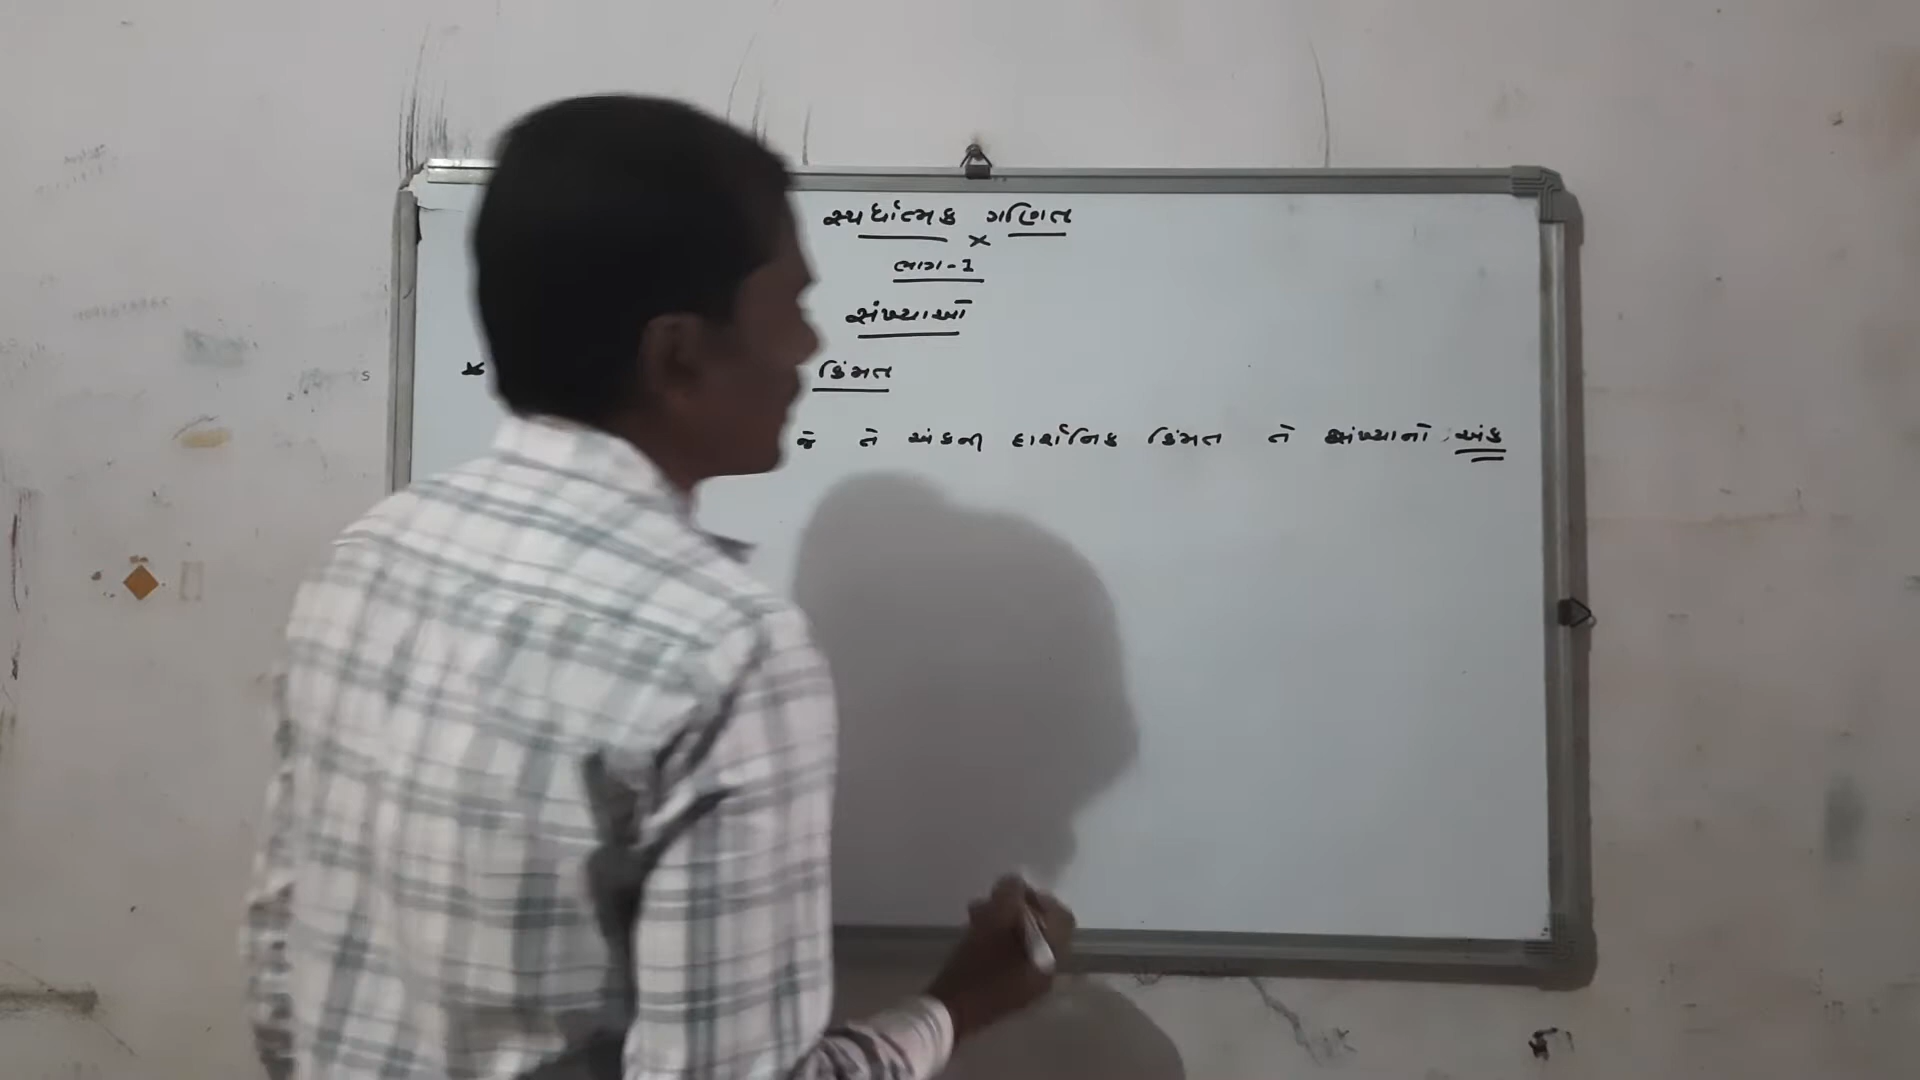 સ્પર્ધાત્મક ગણિત
ભાગ-1
સંખ્યાઓ
કિંમત
જે તે અંકની દાર્શનિક કિંમત તે સંખ્યાનો અંક